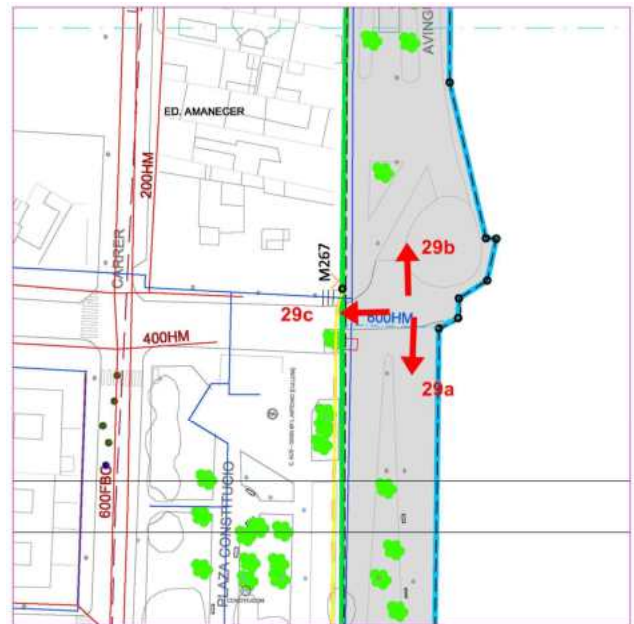 AVING
ED. AMANECER
200HM
CARRER
M267
29b
29c
600HM
400HM
29a
600FBC
PLAZA CONSTITUCIO